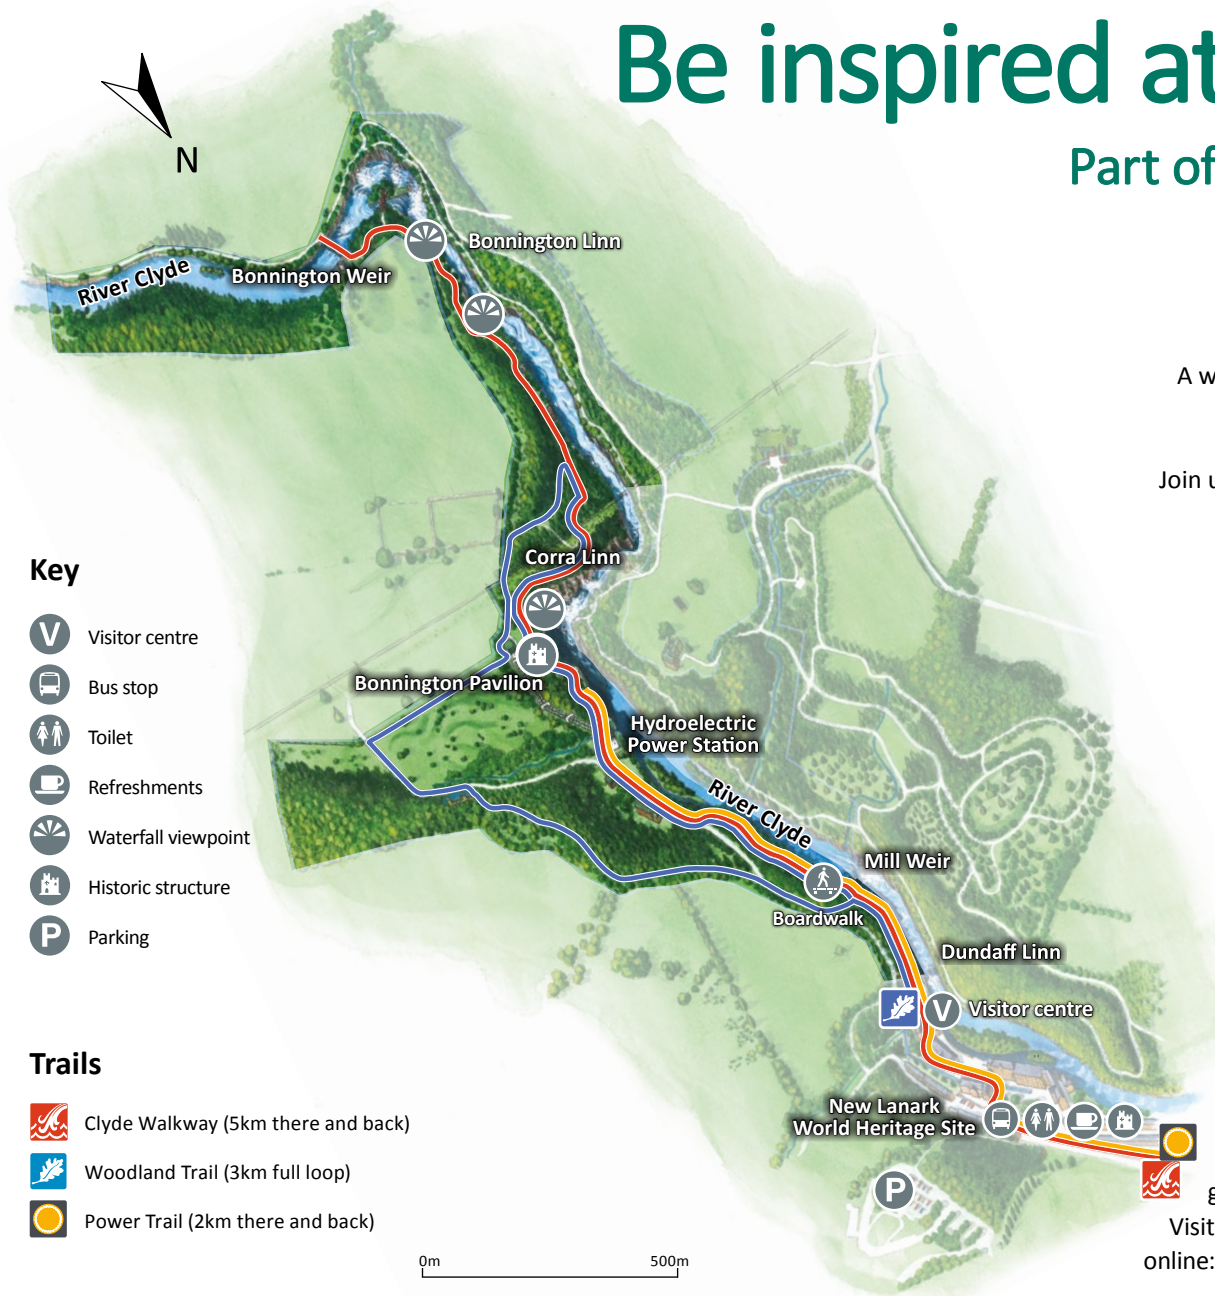 Be inspired at
Part of
N
Bonnington Linn
Bonnington Weir
River Clyde
A w
Join u
Corra Linn
Key
V
Visitor centre
Bus stop
Toilet
Refreshments
Waterfall viewpoint
Historic structure
P
Parking
Bonnington Pavilion
Hydroelectric
Power Station
River Clyde
Mill Weir
Boardwalk
Dundaff Linn
V
Visitor centre
New Lanark
World Heritage Site
P
Trails
Clyde Walkway (5km there and back)
Woodland Trail (3km full loop)
Power Trail (2km there and back)
0m 500m
g
Visit
online: